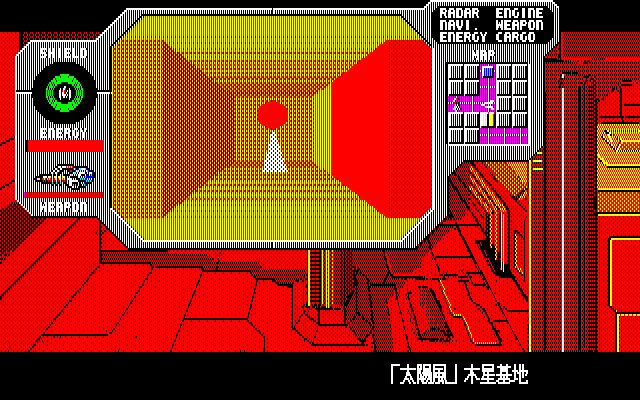 RADAR ENGINE
NAVI WEAPON
ENERGY CARGO
MAP
SHIELD
ENERGY
WEAPON
「太陽風」木星基地